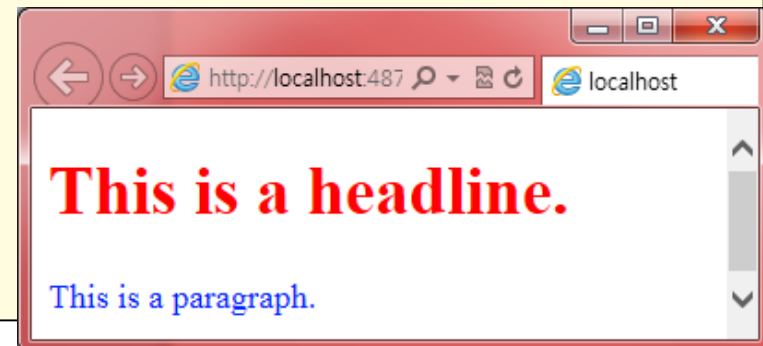 http://localhost:487
localhost
This is a headline.
This is a paragraph.